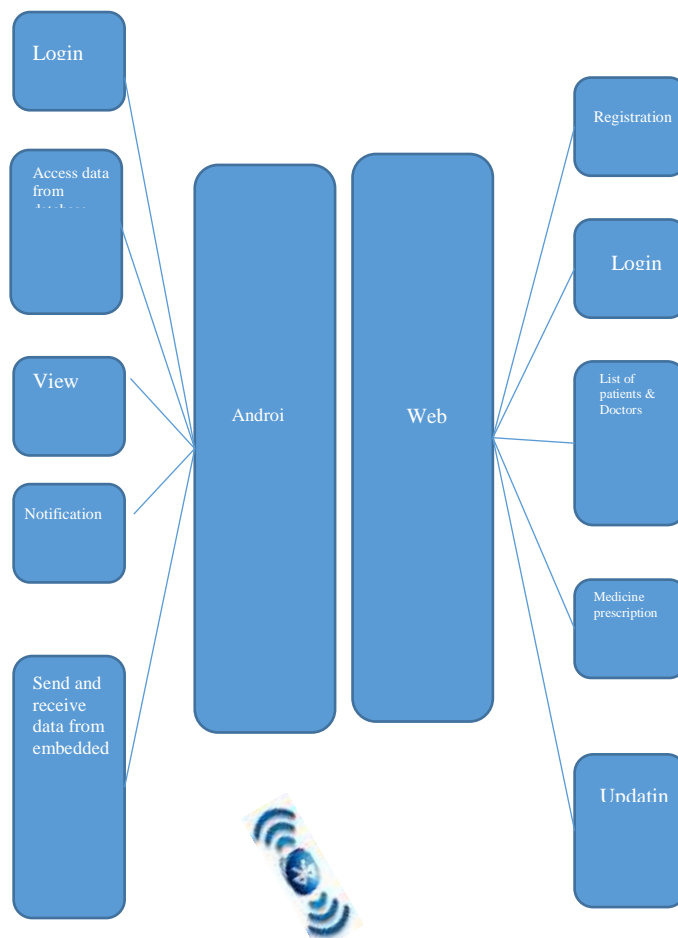 Login
Access data
from
database
View
Notification
Send and
receive
data from
embedded
Androi
Web
Registration
Login
List of
patients &
Doctors
Medicine
prescription
Updatin